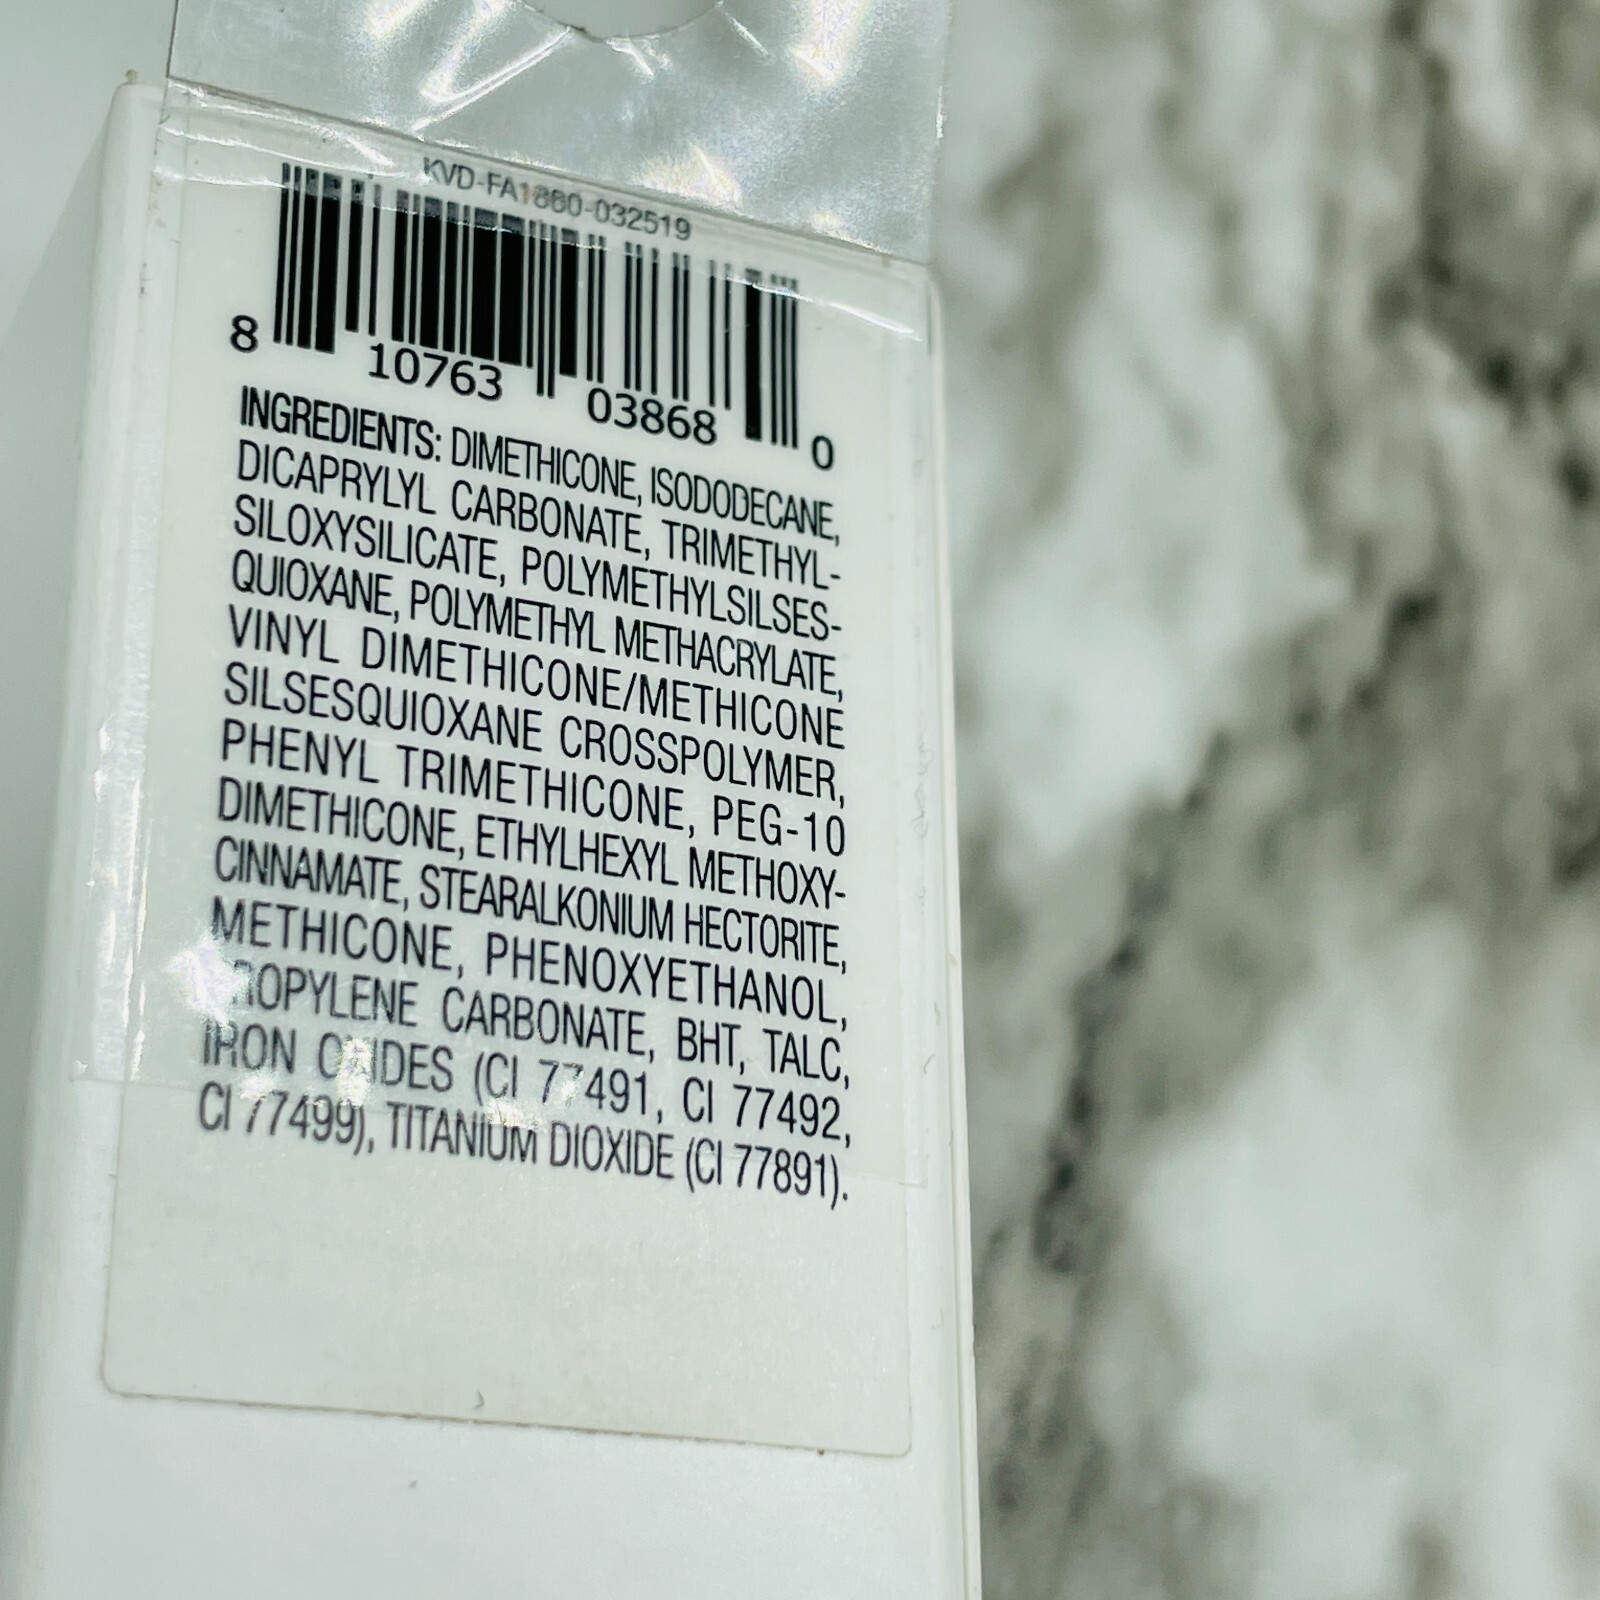 KVD-FA1860-032519
8 10763 03868 0
INGREDIENTS: DIMETHICONE, ISODODECANE,
DICAPRYLYL CARBONATE, TRIMETHYL-
SILOXYSILICATE, POLYMETHYLSILSES-
QUIOXANE, POLYMETHYL METHACRYLATE,
VINYL DIMETHICONE/METHICONE
SILSESQUIOXANE CROSSPOLYMER,
PHENYL TRIMETHICONE, PEG-10
DIMETHICONE, ETHYLHEXYL METHOXY-
CINNAMATE, STEARALKONIUM HECTORITE,
METHICONE, PHENOXYETHANOL,
PROPYLENE CARBONATE, BHT, TALC,
IRON OXIDES (CI 77491, CI 77492,
CI 77499), TITANIUM DIOXIDE (CI 77891).